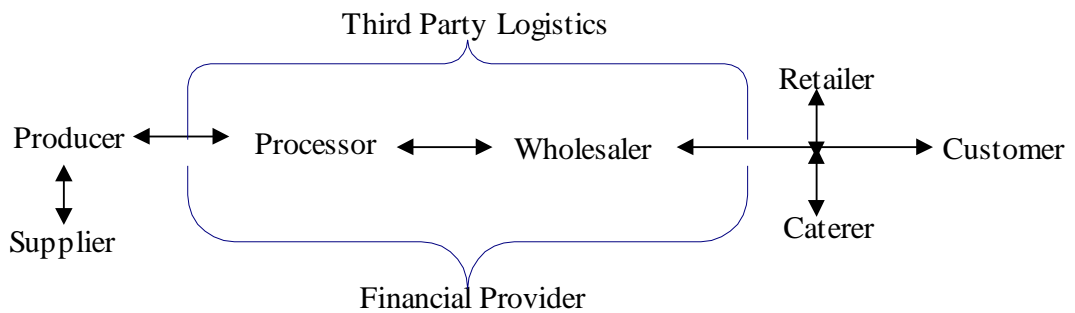 Third Party Logistics
Retailer
Producer
Processor
Wholesaler
Customer
Supplier
Caterer
Financial Provider